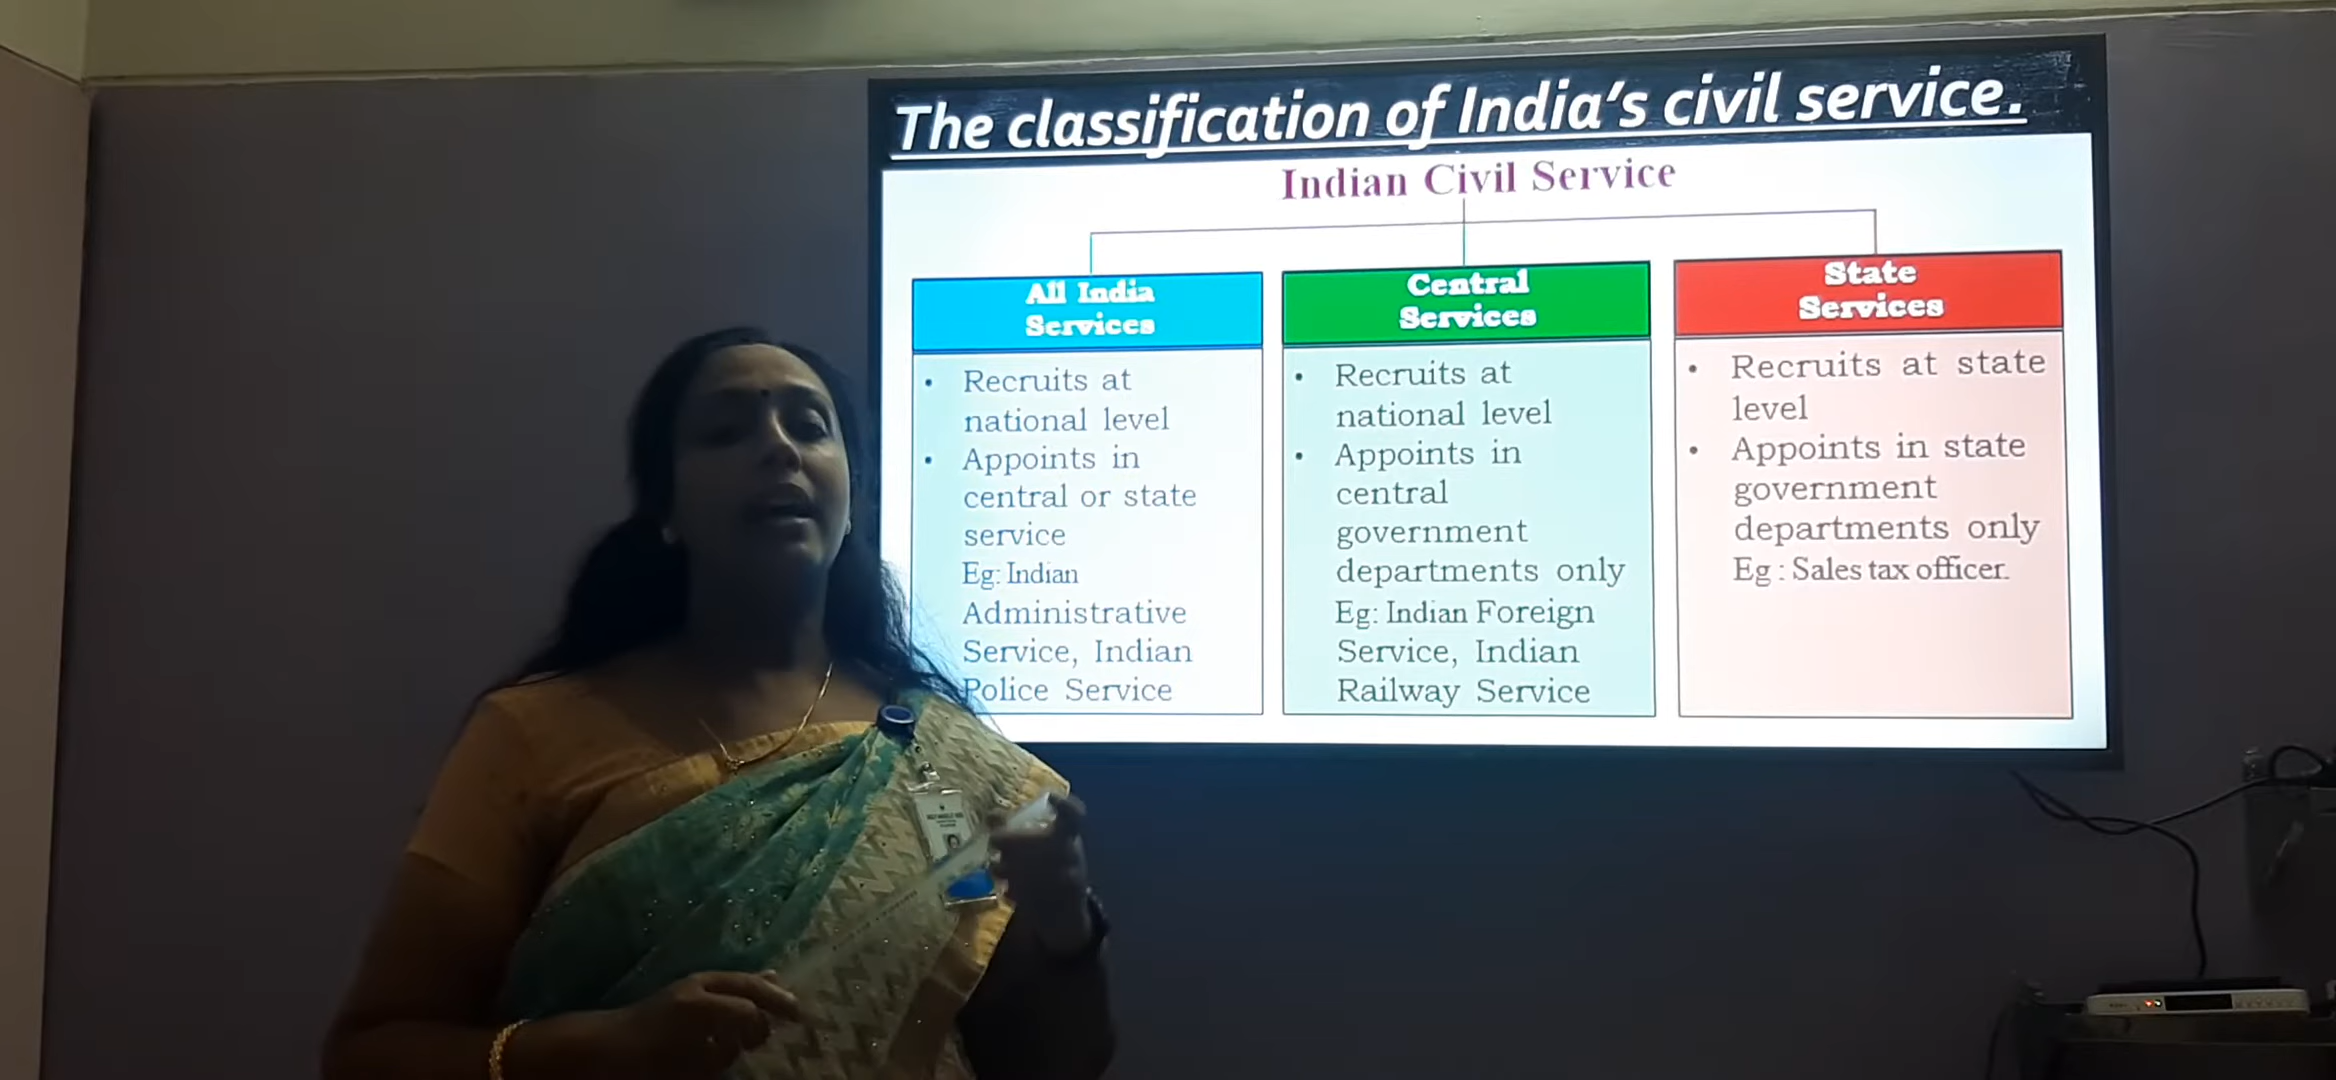 The classification of India's civil service.
Indian Civil Service
All India
Services
• Recruits at
national level
• Appoints in
central or state
service
Eg: Indian
Administrative
Service, Indian
Police Service
Central
Services
• Recruits at
national level
• Appoints in
central
government
departments only
Eg: Indian Foreign
Service, Indian
Railway Service
State
Services
• Recruits at state
level
• Appoints in state
government
departments only
Eg : Sales tax officer.